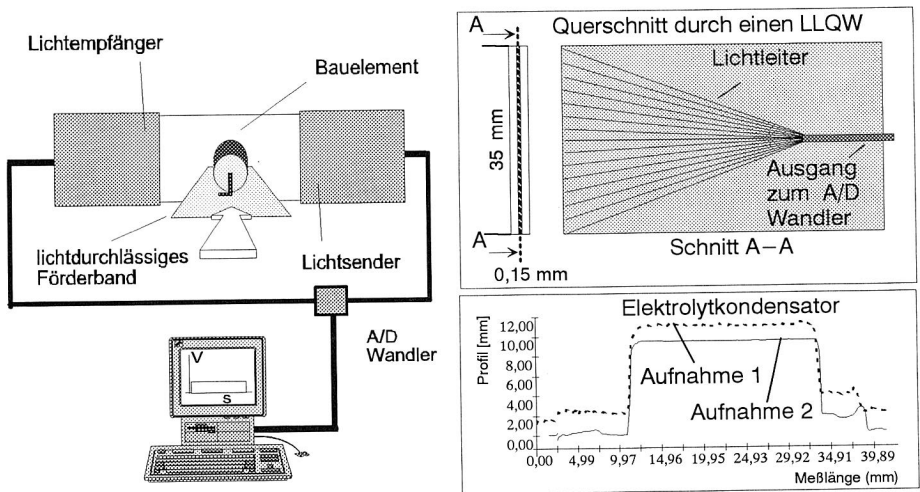 Lichtempfänger
Bauelement
lichtdurchlässiges
Förderband
Lichtsender
A/D
Wandler
V
S
Querschnitt durch einen LLQW
A
Lichtleiter
35 mm
Ausgang
zum A/D
Wandler
A
Schnitt A-A
0,15 mm
Elektrolytkondensator
Profil [mm]
12,00
10,00
8,00
6,00
4,00
2,00
0,00
Aufnahme 1
Aufnahme 2
0,00 4,99 9,97 14,96 19,95 24,93 29,92 34,91 39,89
Meßlänge (mm)